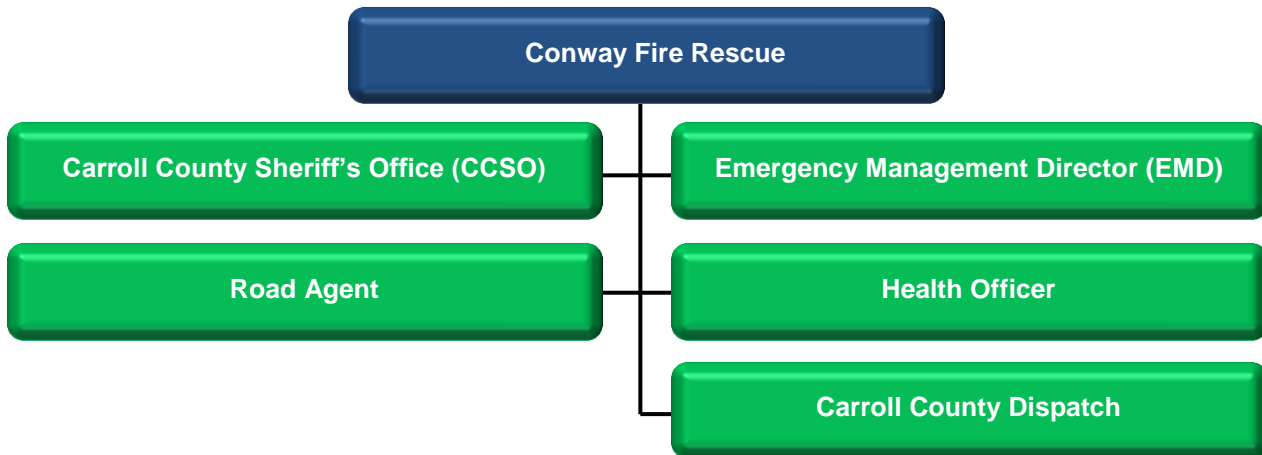 Conway Fire Rescue
Carroll County Sheriff’s Office (CCSO)
Emergency Management Director (EMD)
Road Agent
Health Officer
Carroll County Dispatch